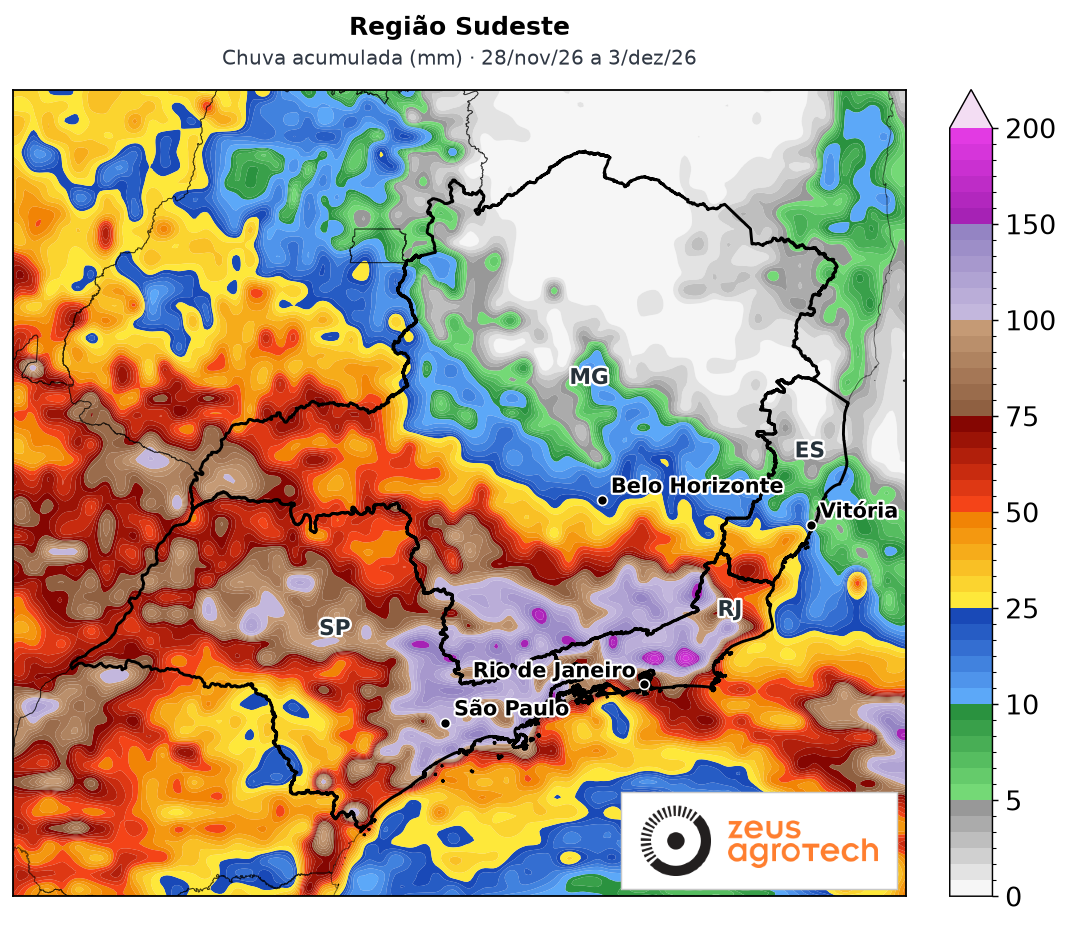 Região Sudeste
Chuva acumulada (mm) · 28/nov/26 a 3/dez/26
200
150
100
75
50
25
10
5
0
MG
ES
Belo Horizonte
Vitória
RJ
SP
Rio de Janeiro
São Paulo
zeus
agrotech